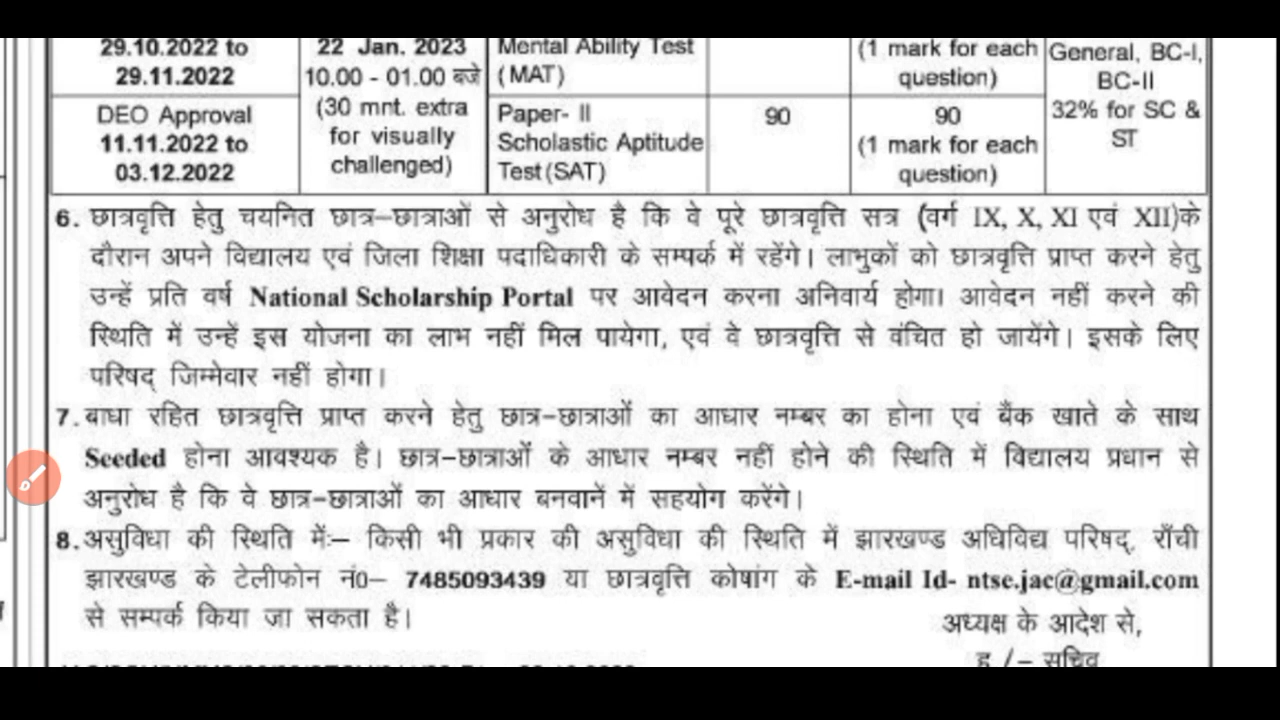 29.10.2022 to
29.11.2022
22 Jan. 2023
10.00 - 01.00 बजे
(30 mnt. extra
for visually
challenged)
Mental Ability Test
(MAT)
(1 mark for each
question)
General, BC-I,
BC-II
32% for SC &
ST
DEO Approval
11.11.2022 to
03.12.2022
Paper- II
Scholastic Aptitude
Test (SAT)
90
90
(1 mark for each
question)
6. छात्रवृत्ति हेतु चयनित छात्र–छात्राओं से अनुरोध है कि वे पूरे छात्रवृत्ति सत्र (वर्ग IX, X, XI एवं XII)के
दौरान अपने विद्यालय एवं जिला शिक्षा पदाधिकारी के सम्पर्क में रहेंगे। लाभुकों को छात्रवृत्ति प्राप्त करने हेतु
उन्हें प्रति वर्ष National Scholarship Portal पर आवेदन करना अनिवार्य होगा। आवेदन नहीं करने की
स्थिति में उन्हें इस योजना का लाभ नहीं मिल पायेगा, एवं वे छात्रवृत्ति से वंचित हो जायेंगे। इसके लिए
परिषद् जिम्मेवार नहीं होगा।
7. बाधा रहित छात्रवृत्ति प्राप्त करने हेतु छात्र–छात्राओं का आधार नम्बर का होना एवं बैंक खाते के साथ
Seeded होना आवश्यक है। छात्र–छात्राओं के आधार नम्बर नहीं होने की स्थिति में विद्यालय प्रधान से
अनुरोध है कि वे छात्र–छात्राओं का आधार बनवानें में सहयोग करेंगे।
8. असुविधा की स्थिति में:– किसी भी प्रकार की असुविधा की स्थिति में झारखण्ड अधिविद्य परिषद्, राँची
झारखण्ड के टेलीफोन नं0– 7485093439 या छात्रवृत्ति कोषांग के E-mail Id- ntse.jac@gmail.com
से सम्पर्क किया जा सकता है।
अध्यक्ष के आदेश से,
ह /– सचिव